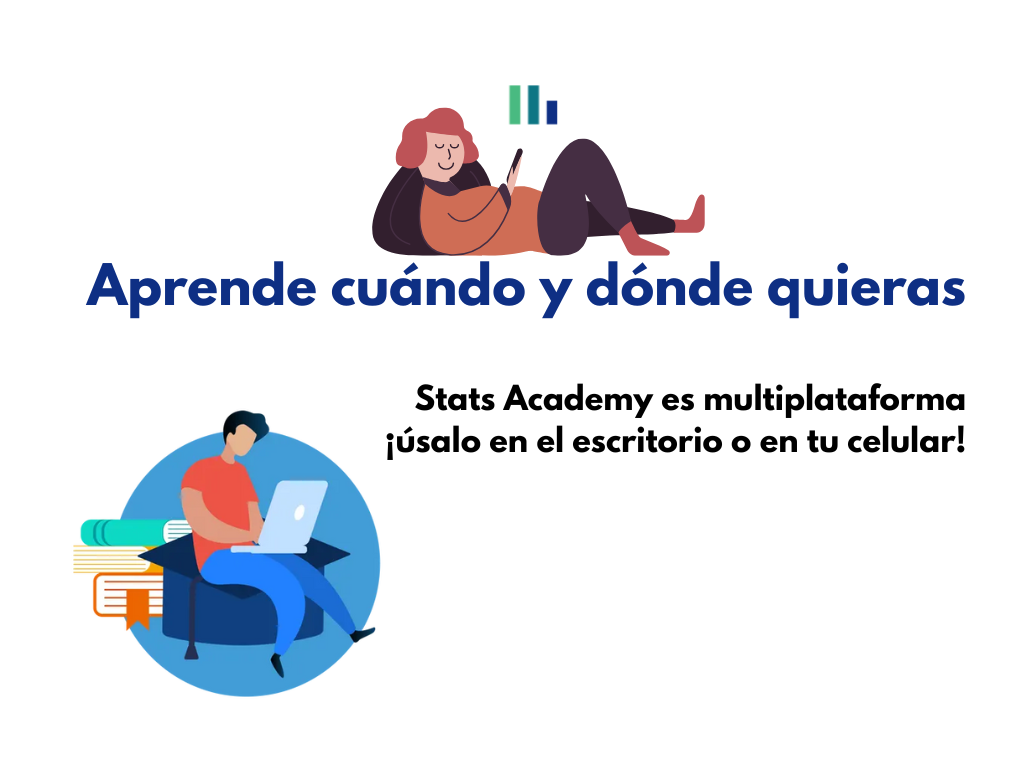 Aprende cuándo y dónde quieras
Stats Academy es multiplataforma
¡úsalo en el escritorio o en tu celular!